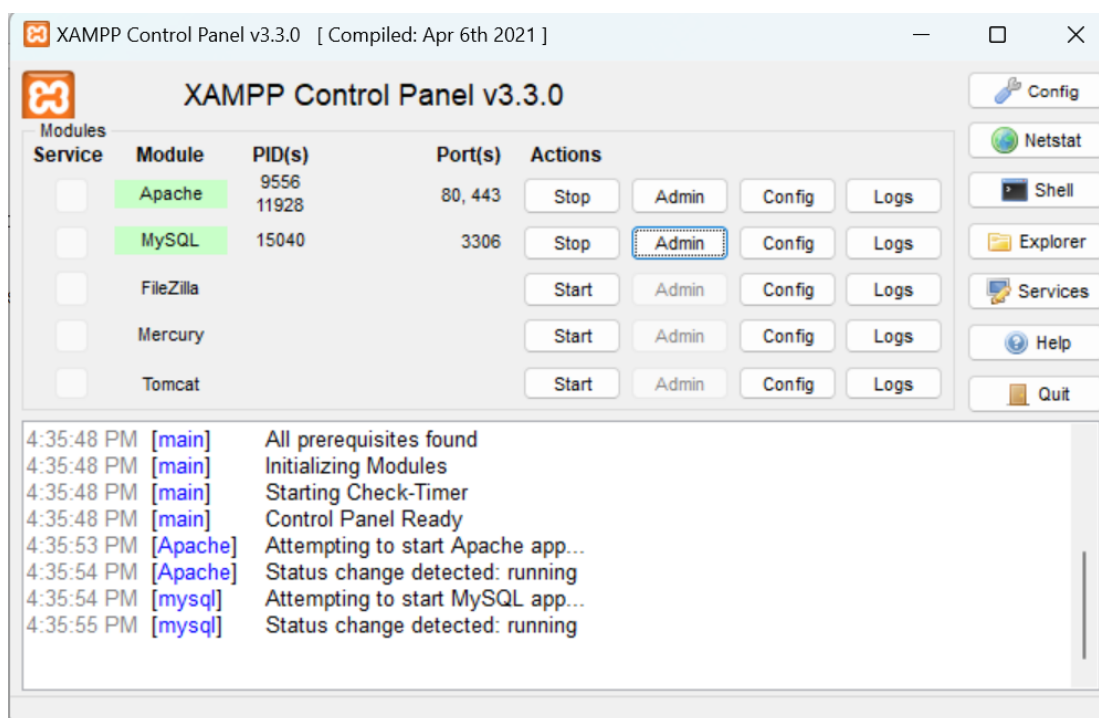 XAMPP Control Panel v3.3.0 [ Compiled: Apr 6th 2021 ]
XAMPP Control Panel v3.3.0
Config
Modules
Service Module PID(s) Port(s) Actions
Netstat
Apache 9556 11928 80, 443 Stop Admin Config Logs
Shell
MySQL 15040 3306 Stop Admin Config Logs
Explorer
FileZilla Start Admin Config Logs
Services
Mercury Start Admin Config Logs
Help
Tomcat Start Admin Config Logs
Quit
4:35:48 PM [main] All prerequisites found
4:35:48 PM [main] Initializing Modules
4:35:48 PM [main] Starting Check-Timer
4:35:48 PM [main] Control Panel Ready
4:35:53 PM [Apache] Attempting to start Apache app...
4:35:54 PM [Apache] Status change detected: running
4:35:54 PM [mysql] Attempting to start MySQL app...
4:35:55 PM [mysql] Status change detected: running